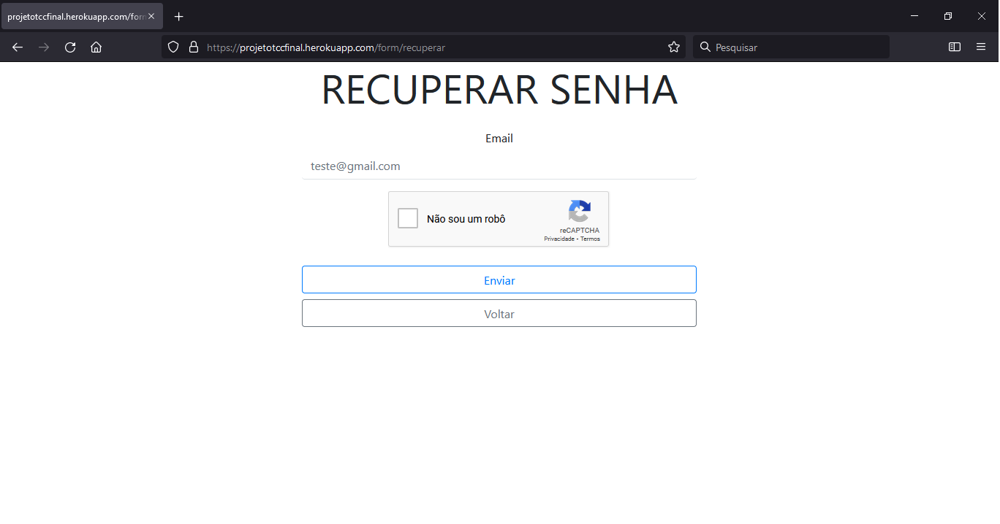 projetotccfinal.herokuapp.com/form
https://projetotccfinal.herokuapp.com/form/recuperar
Pesquisar
RECUPERAR SENHA
Email
teste@gmail.com
Não sou um robô
reCAPTCHA
Privacidade - Termos
Enviar
Voltar